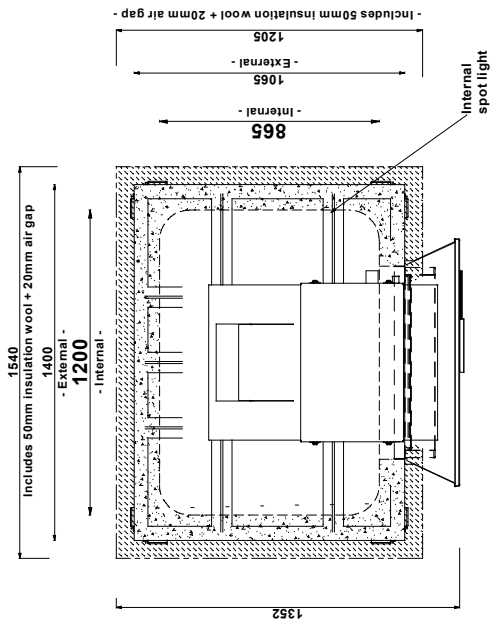 - Includes 50mm insulation wool + 20mm air gap -
1205
- External -
1065
- Internal -
865
Internal
spot light
1540
Includes 50mm insulation wool + 20mm air gap
1400
- External -
1200
- Internal -
1352